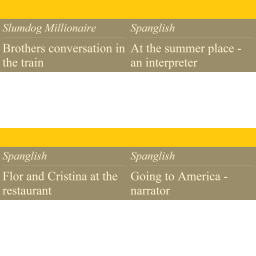 Slumdog Millionaire
Brothers conversation in
the train
Spanglish
At the summer place -
an interpreter
Spanglish
Flor and Cristina at the
restaurant
Spanglish
Going to America -
narrator